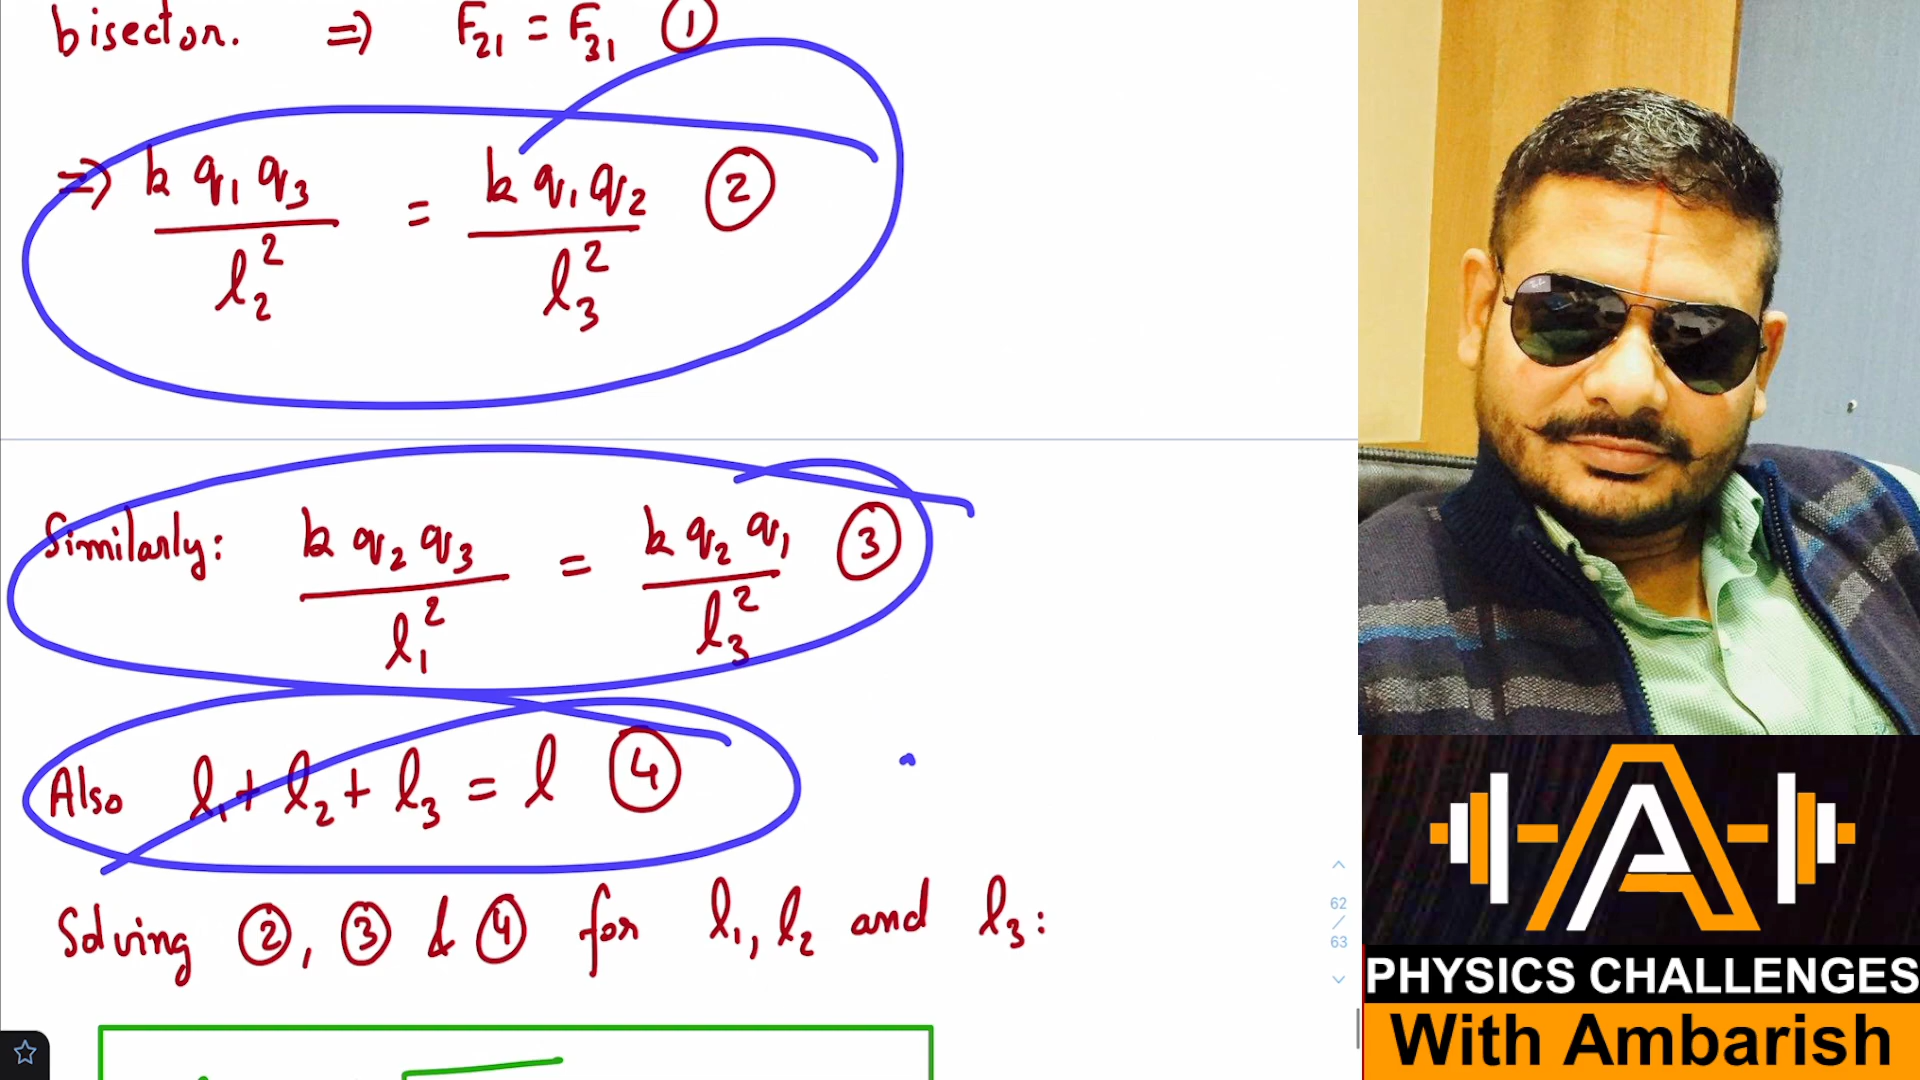 bisector. ⇒ F₂₁ = F₃₁ ①
⇒ k q₁ q₃ / l₂² = k q₁ q₂ / l₃² ②
Similarly: k q₂ q₃ / l₁² = k q₂ q₁ / l₃² ③
Also l₁ + l₂ + l₃ = l ④
Solving ②, ③ & ④ for l₁, l₂ and l₃:
62
/
63
Ray-Ban
A
PHYSICS CHALLENGES
With Ambarish